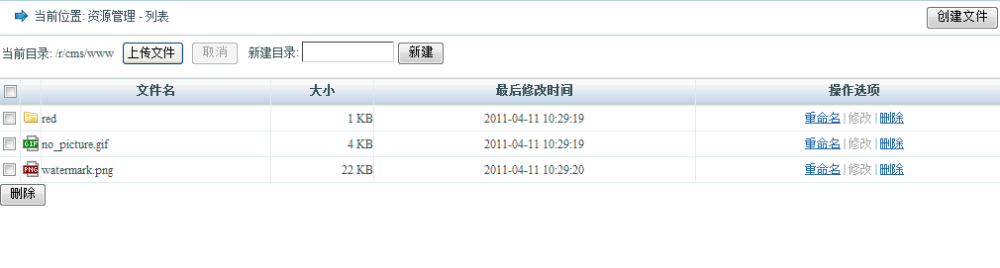 当前位置: 资源管理 - 列表 创建文件
当前目录: /r/cms/www 上传文件 取消 新建目录: 新建
文件名 大小 最后修改时间 操作选项
red 1 KB 2011-04-11 10:29:19 重命名 | 修改 | 删除
GIF no_picture.gif 4 KB 2011-04-11 10:29:19 重命名 | 修改 | 删除
PNG watermark.png 22 KB 2011-04-11 10:29:20 重命名 | 修改 | 删除
删除